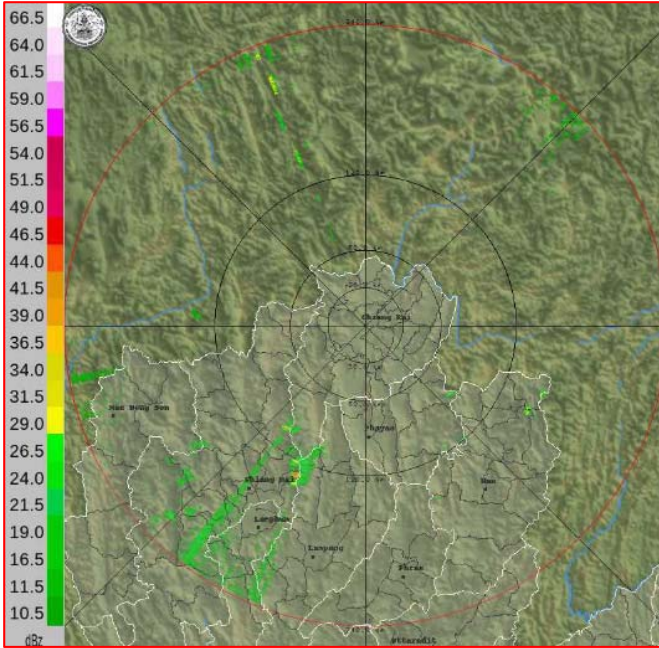 66.5
64.0
61.5
59.0
56.5
54.0
51.5
49.0
46.5
44.0
41.5
39.0
36.5
34.0
31.5
29.0
26.5
24.0
21.5
19.0
16.5
11.5
10.5
dBz
Chiang Rai
Mae Hong Son
Phayao
Chiang Mai
Nan
Lamphun
Lampang
Phrae
Uttaradit